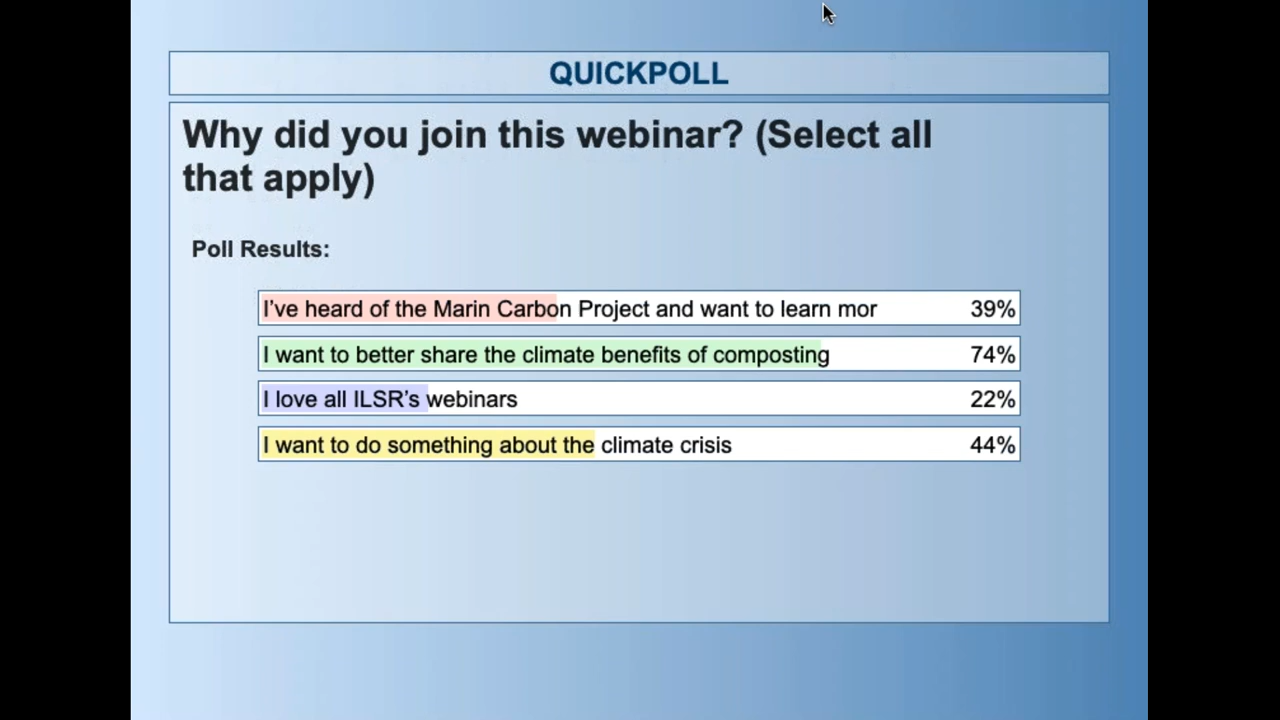 QUICKPOLL
Why did you join this webinar? (Select all
that apply)
Poll Results:
I’ve heard of the Marin Carbon Project and want to learn mor 39%
I want to better share the climate benefits of composting 74%
I love all ILSR’s webinars 22%
I want to do something about the climate crisis 44%